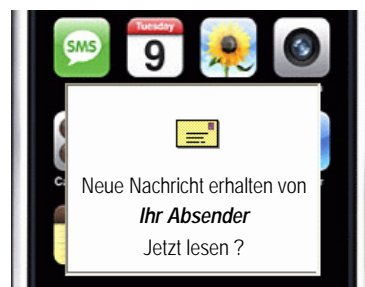 SMS
Tuesday
9
Neue Nachricht erhalten von
Ihr Absender
Jetzt lesen ?